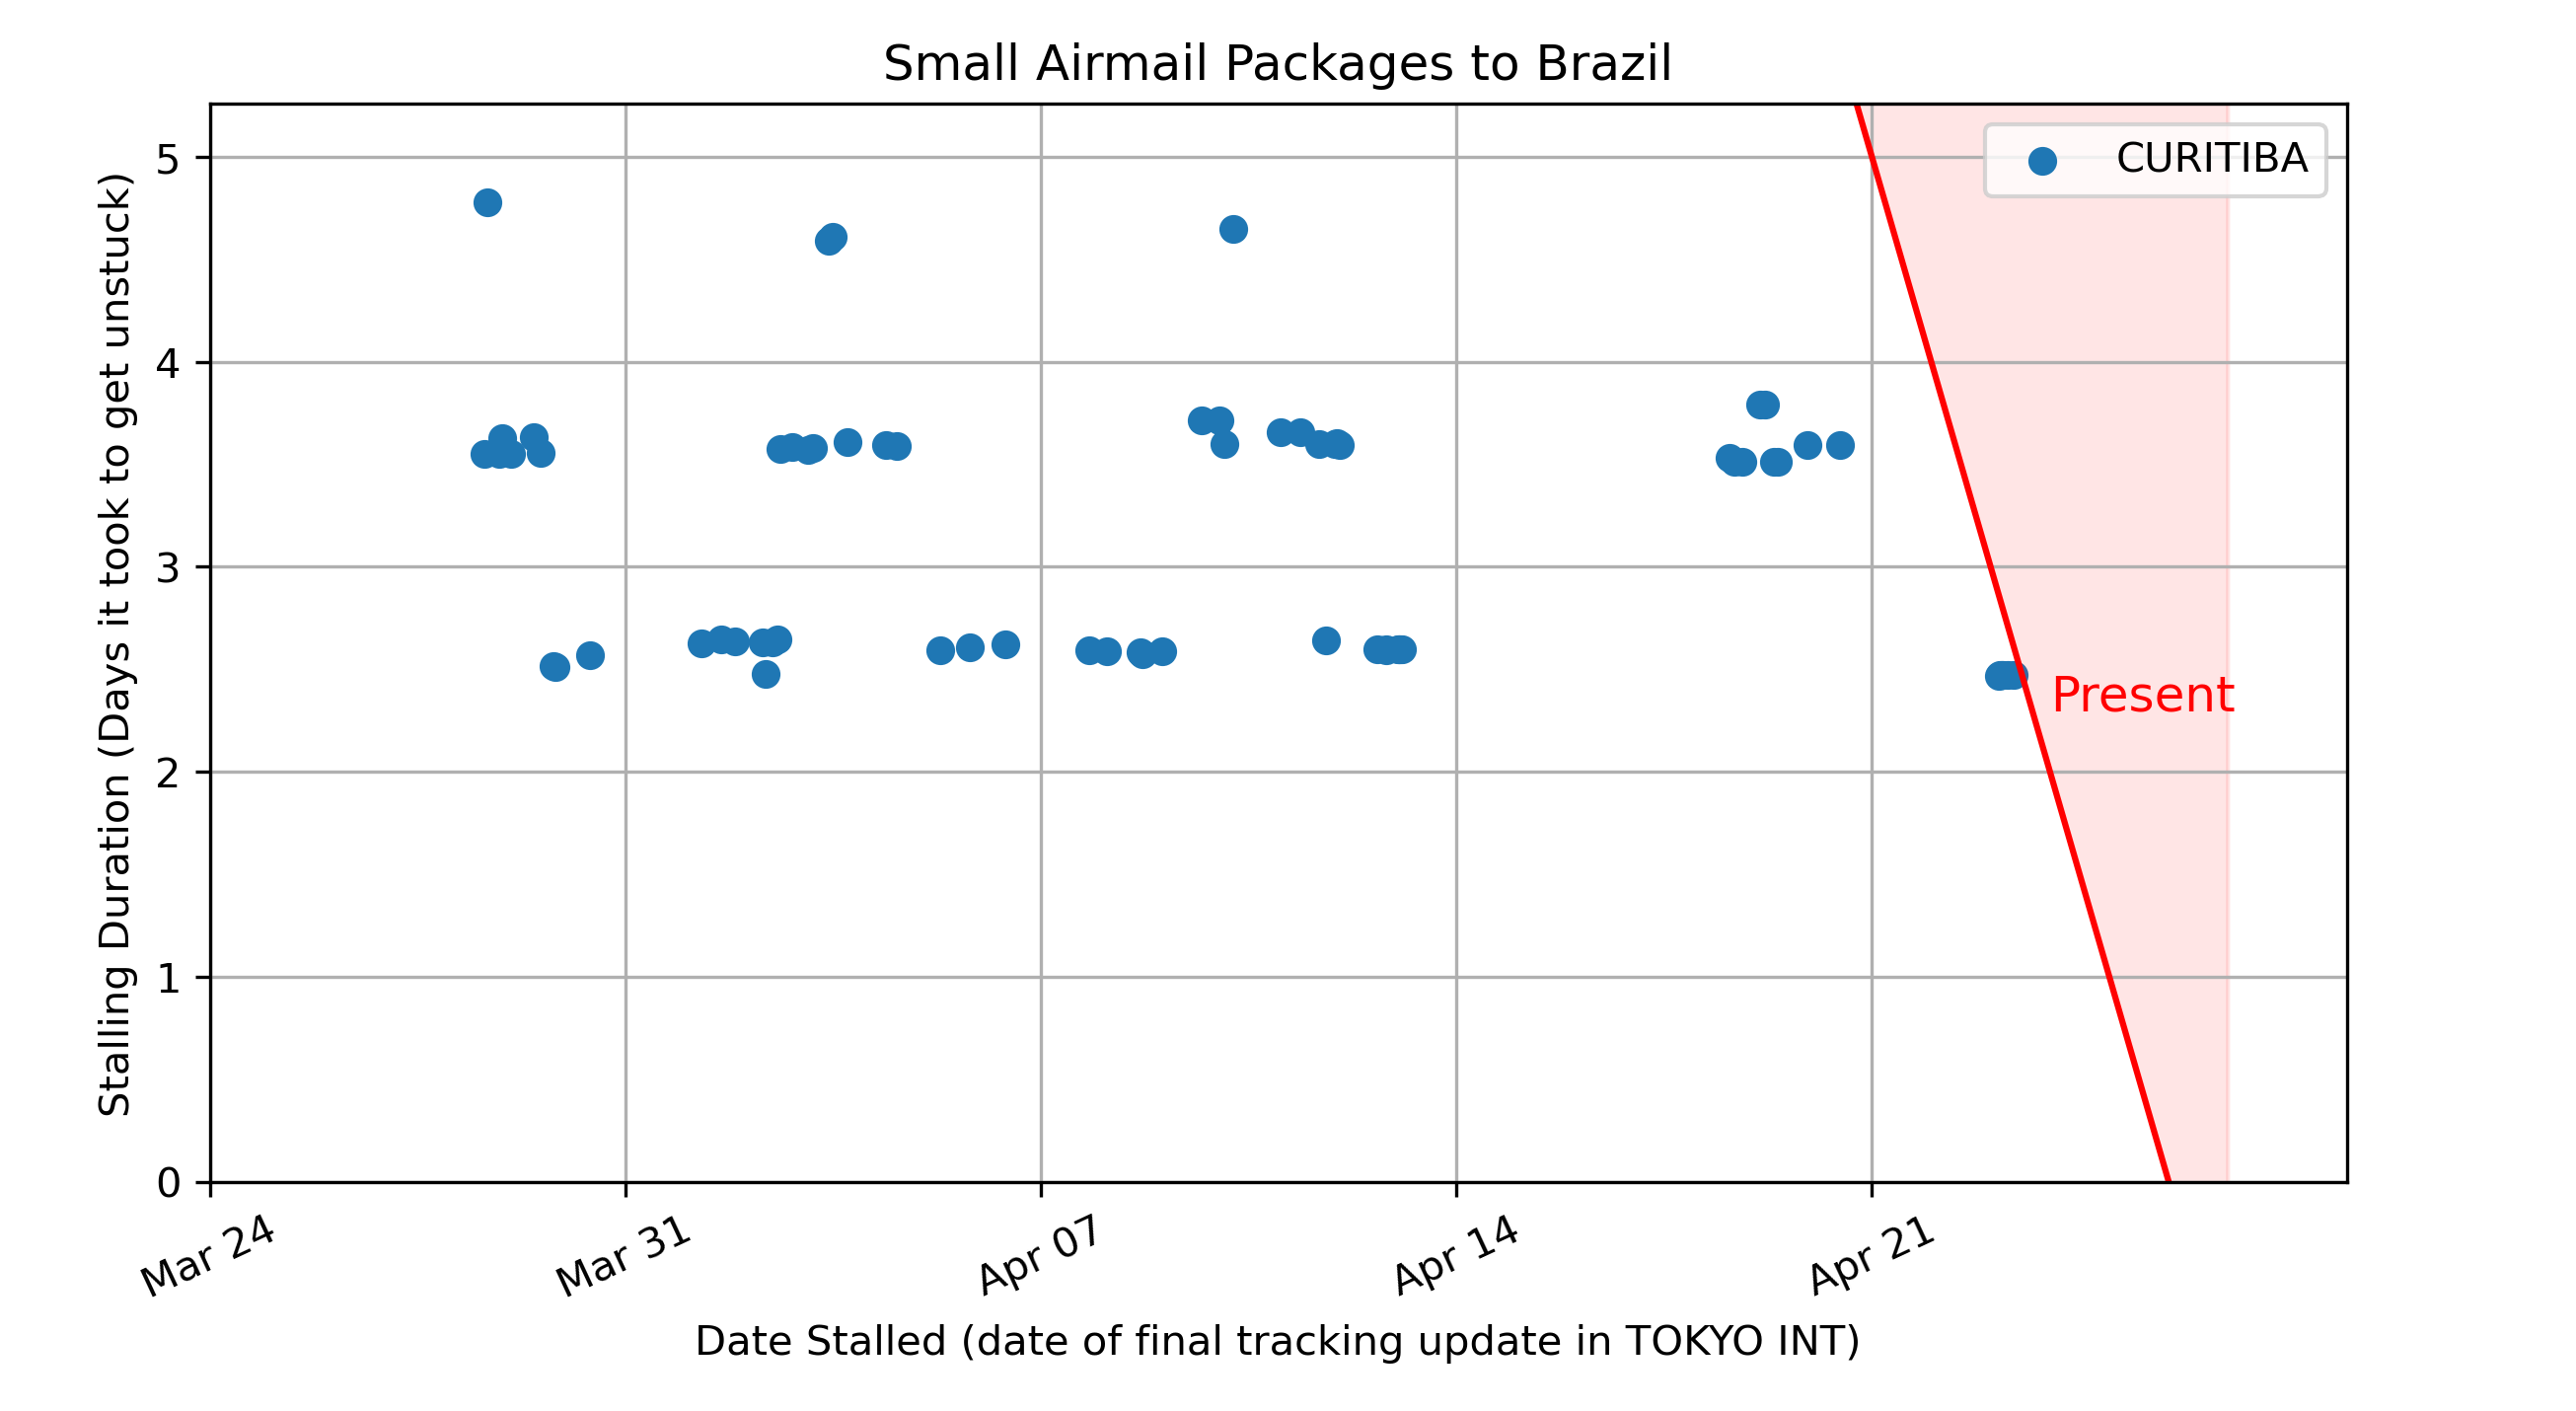 Small Airmail Packages to Brazil
CURITIBA
Stalling Duration (Days it took to get unstuck)
5
4
3
2
1
0
Present
Mar 24
Mar 31
Apr 07
Apr 14
Apr 21
Date Stalled (date of final tracking update in TOKYO INT)